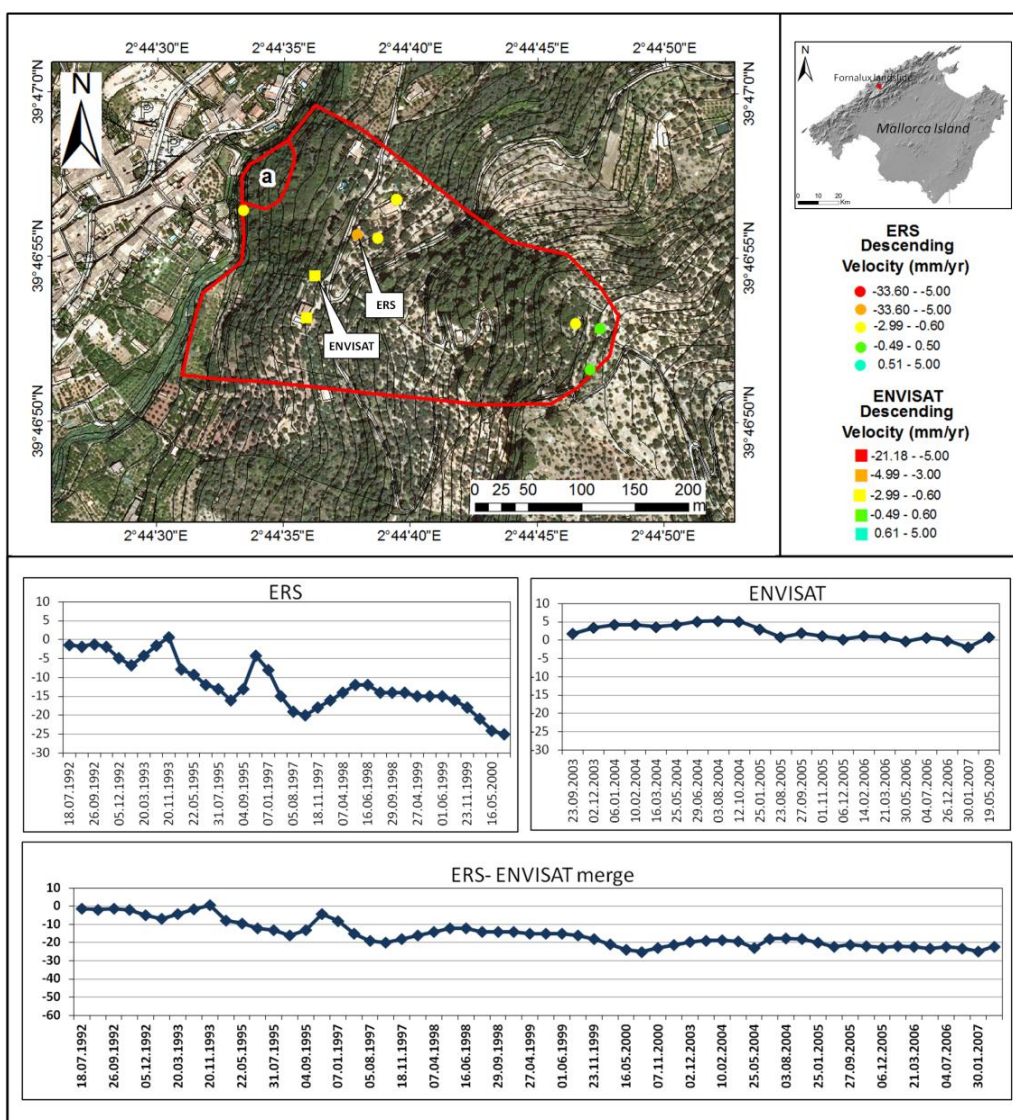 2°44'30"E 2°44'35"E 2°44'40"E 2°44'45"E 2°44'50"E
39°47'0"N
39°46'55"N
39°46'50"N
N
a
ERS
ENVISAT
0 25 50 100 150 200
m
39°47'0"N
39°46'55"N
39°46'50"N
2°44'30"E 2°44'35"E 2°44'40"E 2°44'45"E 2°44'50"E
N
Fornalux landslide
Mallorca Island
0 10 20
Km
ERS
Descending
Velocity (mm/yr)
-33.60 - -5.00
-33.60 - -5.00
-2.99 - -0.60
-0.49 - 0.50
0.51 - 5.00
ENVISAT
Descending
Velocity (mm/yr)
-21.18 - -5.00
-4.99 - -3.00
-2.99 - -0.60
-0.49 - 0.60
0.61 - 5.00
ERS
10
5
0
-5
-10
-15
-20
-25
-30
18.07.1992
26.09.1992
05.12.1992
20.03.1993
20.11.1993
22.05.1995
31.07.1995
04.09.1995
07.01.1997
05.08.1997
18.11.1997
07.04.1998
16.06.1998
29.09.1998
27.04.1999
01.06.1999
23.11.1999
16.05.2000
ENVISAT
10
5
0
5
10
15
20
25
30
23.09.2003
02.12.2003
06.01.2004
10.02.2004
16.03.2004
25.05.2004
29.06.2004
03.08.2004
12.10.2004
25.01.2005
23.08.2005
27.09.2005
01.11.2005
06.12.2005
14.02.2006
21.03.2006
30.05.2006
04.07.2006
26.12.2006
30.01.2007
19.05.2009
ERS- ENVISAT merge
10
0
-10
-20
-30
-40
-50
-60
18.07.1992
26.09.1992
05.12.1992
20.03.1993
20.11.1993
22.05.1995
31.07.1995
04.09.1995
07.01.1997
05.08.1997
18.11.1997
07.04.1998
16.06.1998
29.09.1998
27.04.1999
01.06.1999
23.11.1999
16.05.2000
07.11.2000
02.12.2003
10.02.2004
25.05.2004
03.08.2004
25.01.2005
27.09.2005
06.12.2005
21.03.2006
04.07.2006
30.01.2007